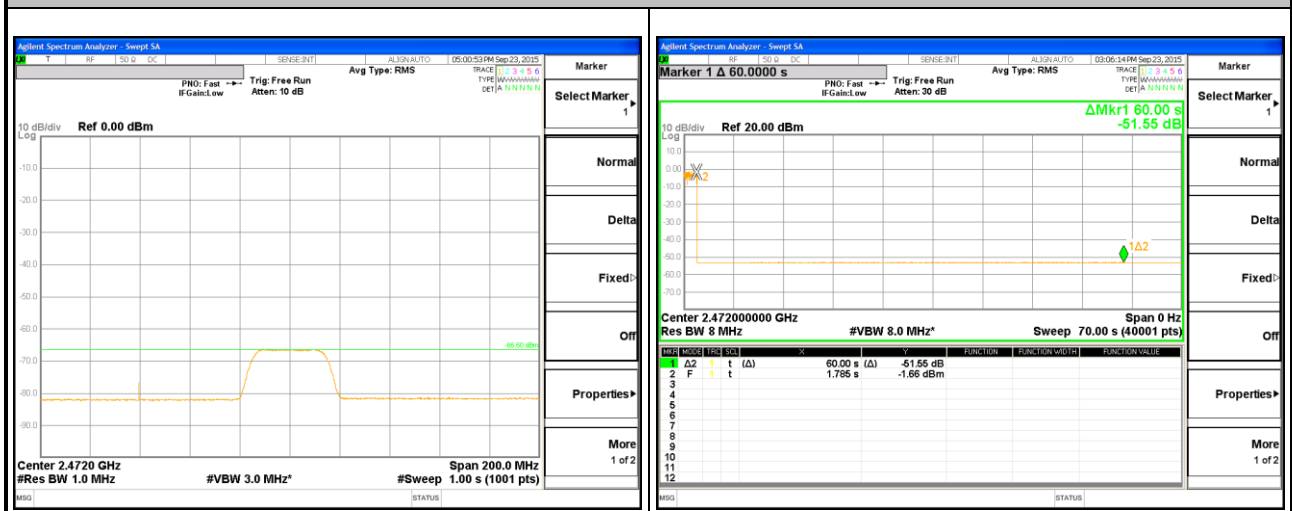 Agilent Spectrum Analyzer - Swept SA
T RF 50 Ω DC SENSE:INT ALIGNAUTO 05:00:53 PM Sep 23, 2015
Avg Type: RMS
TRACE 1 2 3 4 5 6
TYPE
DET A N N N N N
PNO: Fast
IFGain:Low
Trig: Free Run
Atten: 10 dB
10 dB/div Ref 0.00 dBm
Log
-10.0
-20.0
-30.0
-40.0
-50.0
-60.0
-66.60 dBm
-70.0
-80.0
-90.0
Center 2.4720 GHz Span 200.0 MHz
#Res BW 1.0 MHz #VBW 3.0 MHz* #Sweep 1.00 s (1001 pts)
MSG STATUS
Marker
Select Marker
1
Normal
Delta
Fixed
Off
Properties
More
1 of 2
Agilent Spectrum Analyzer - Swept SA
RF 50 Ω DC SENSE:INT ALIGNAUTO 03:06:14 PM Sep 23, 2015
Marker 1 Δ 60.0000 s
Avg Type: RMS
TRACE 1 2 3 4 5 6
TYPE
DET A N N N N N
PNO: Fast
IFGain:Low
Trig: Free Run
Atten: 30 dB
ΔMkr1 60.00 s
-51.55 dB
10 dB/div Ref 20.00 dBm
Log
10.0
0.00
2
-10.0
-20.0
-30.0
-40.0
1Δ2
-50.0
-60.0
-70.0
Center 2.472000000 GHz Span 0 Hz
Res BW 8 MHz #VBW 8.0 MHz* Sweep 70.00 s (40001 pts)
MKR MODE TRC SCL X Y FUNCTION FUNCTION WIDTH FUNCTION VALUE
1 Δ2 1 t (Δ) 60.00 s (Δ) -51.55 dB
2 F 1 t 1.785 s -1.66 dBm
3
4
5
6
7
8
9
10
11
12
MSG STATUS
Marker
Select Marker
1
Normal
Delta
Fixed
Off
Properties
More
1 of 2